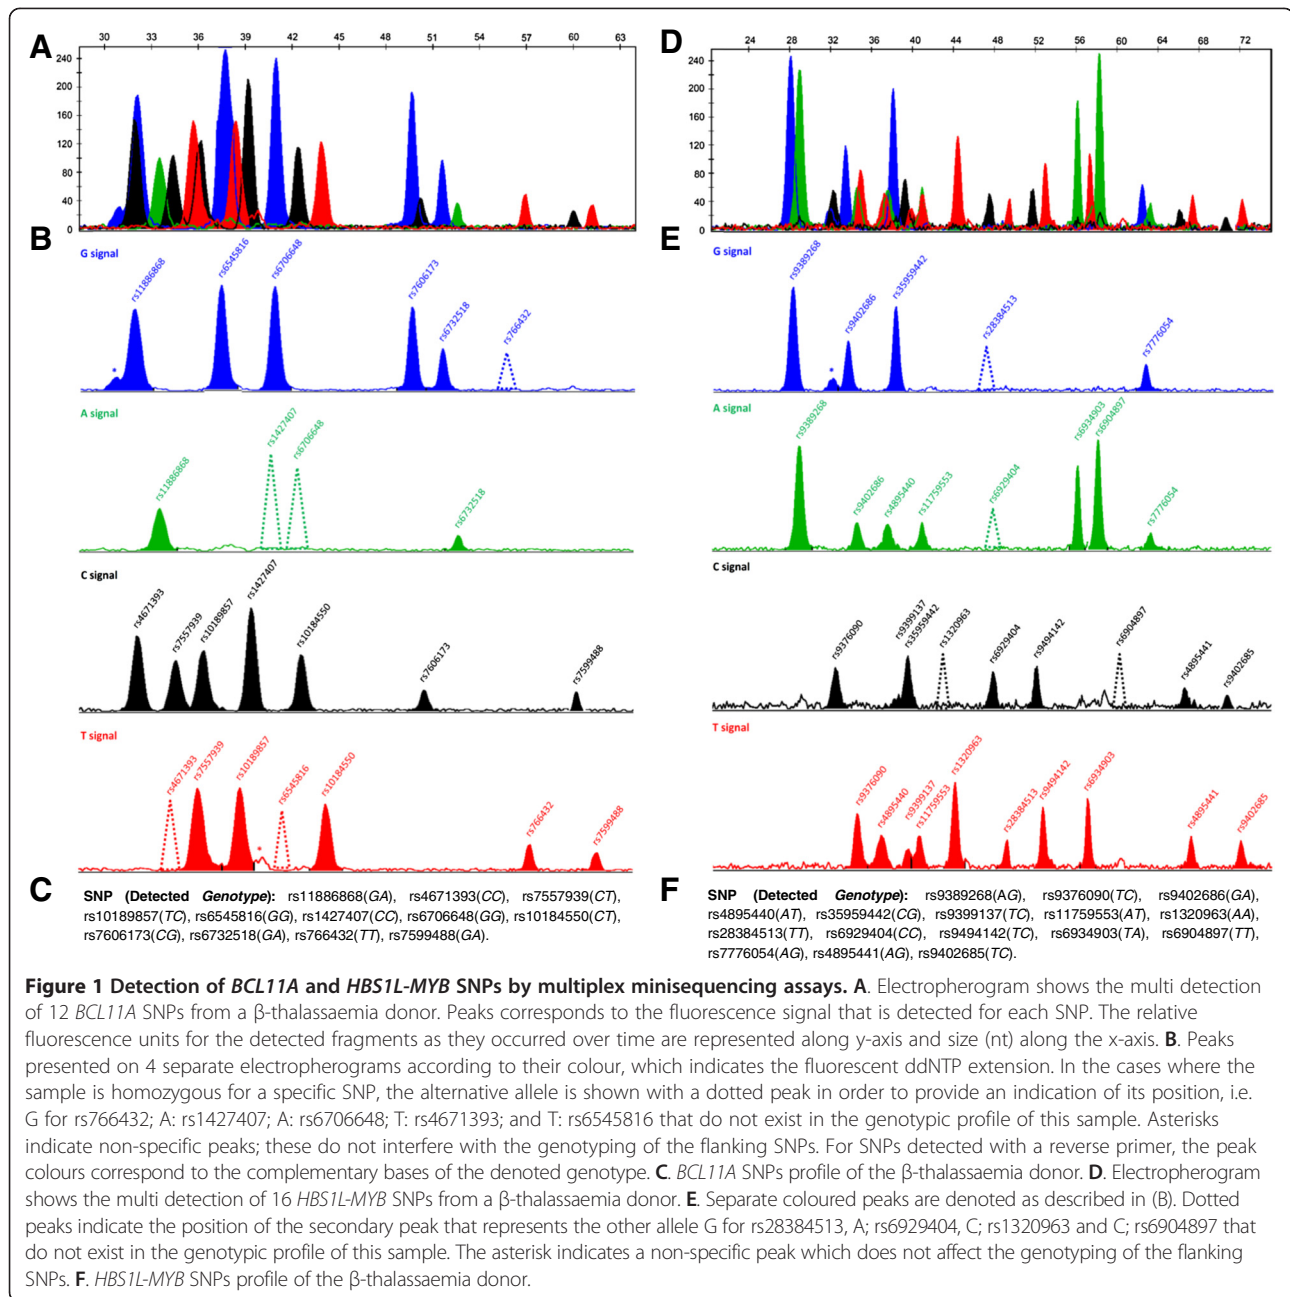 A
30 33 36 39 42 45 48 51 54 57 60 63
240
200
160
120
80
40
0
B
G signal
rs11886868
rs6545816
rs6706648
rs7606173
rs6732518
rs766432
*
A signal
rs11886868
rs1427407
rs6706648
rs6732518
C signal
rs4671393
rs7557939
rs10189857
rs1427407
rs10184550
rs7606173
rs7599488
T signal
rs4671393
rs7557939
rs10189857
*
rs6545816
rs10184550
rs766432
rs7599488
C
SNP (Detected Genotype): rs11886868(GA), rs4671393(CC), rs7557939(CT),
rs10189857(TC), rs6545816(GG), rs1427407(CC), rs6706648(GG), rs10184550(CT),
rs7606173(CG), rs6732518(GA), rs766432(TT), rs7599488(GA).
D
24 28 32 36 40 44 48 52 56 60 64 68 72
240
200
160
120
80
40
0
E
G signal
rs9389268
*
rs9402686
rs35959442
rs28384513
rs7776054
A signal
rs9389268
rs9402686
rs4895440
rs11759553
rs6929404
rs6934903
rs6904897
rs7776054
C signal
rs9376090
rs9399137
rs35959442
rs1320963
rs6929404
rs9494142
rs6904897
rs4895441
rs9402685
T signal
rs9376090
rs4895440
rs9399137
rs11759553
rs1320963
rs28384513
rs9494142
rs6934903
rs4895441
rs9402685
F
SNP (Detected Genotype): rs9389268(AG), rs9376090(TC), rs9402686(GA),
rs4895440(AT), rs35959442(CG), rs9399137(TC), rs11759553(AT), rs1320963(AA),
rs28384513(TT), rs6929404(CC), rs9494142(TC), rs6934903(TA), rs6904897(TT),
rs7776054(AG), rs4895441(AG), rs9402685(TC).
Figure 1 Detection of BCL11A and HBS1L-MYB SNPs by multiplex minisequencing assays. A. Electropherogram shows the multi detection
of 12 BCL11A SNPs from a β-thalassaemia donor. Peaks corresponds to the fluorescence signal that is detected for each SNP. The relative
fluorescence units for the detected fragments as they occurred over time are represented along y-axis and size (nt) along the x-axis. B. Peaks
presented on 4 separate electropherograms according to their colour, which indicates the fluorescent ddNTP extension. In the cases where the
sample is homozygous for a specific SNP, the alternative allele is shown with a dotted peak in order to provide an indication of its position, i.e.
G for rs766432; A: rs1427407; A: rs6706648; T: rs4671393; and T: rs6545816 that do not exist in the genotypic profile of this sample. Asterisks
indicate non-specific peaks; these do not interfere with the genotyping of the flanking SNPs. For SNPs detected with a reverse primer, the peak
colours correspond to the complementary bases of the denoted genotype. C. BCL11A SNPs profile of the β-thalassaemia donor. D. Electropherogram
shows the multi detection of 16 HBS1L-MYB SNPs from a β-thalassaemia donor. E. Separate coloured peaks are denoted as described in (B). Dotted
peaks indicate the position of the secondary peak that represents the other allele G for rs28384513, A; rs6929404, C; rs1320963 and C; rs6904897 that
do not exist in the genotypic profile of this sample. The asterisk indicates a non-specific peak which does not affect the genotyping of the flanking
SNPs. F. HBS1L-MYB SNPs profile of the β-thalassaemia donor.